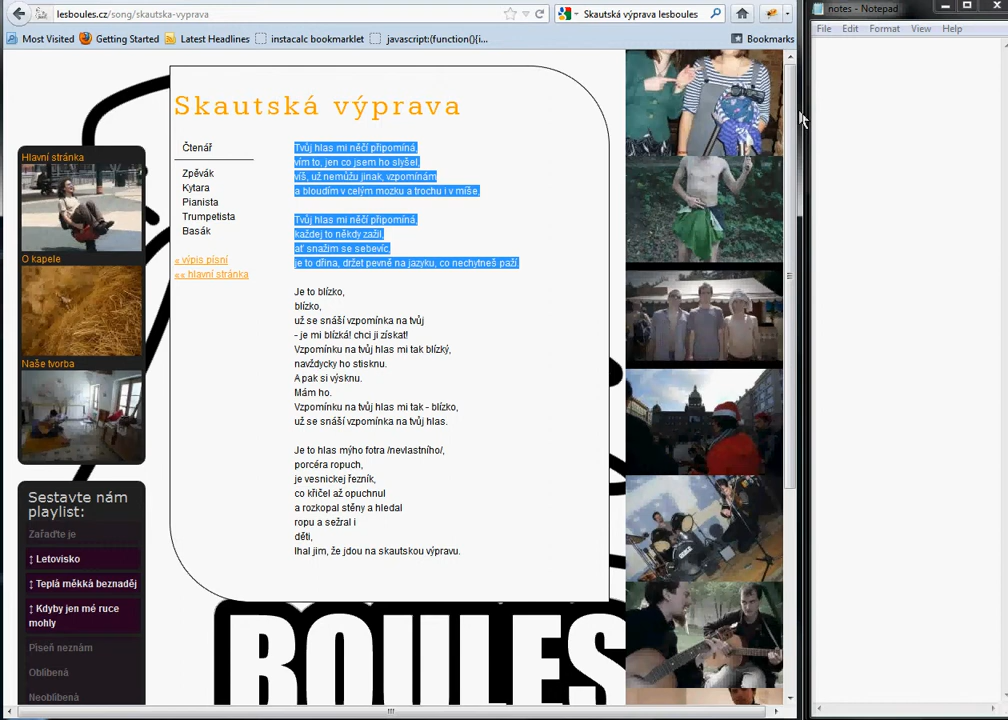 lesboules.cz/song/skautska-vyprava
Skautská výprava lesboules
Most Visited
Getting Started
Latest Headlines
instacalc bookmarklet
javascript:(function(){i...
Bookmarks
Skautská výprava
Čtenář
Zpěvák
Kytara
Pianista
Trumpetista
Basák
« výpis písní
«« hlavní stránka
Tvůj hlas mi něčí připomíná,
vím to, jen co jsem ho slyšel,
víš, už nemůžu jinak, vzpomínám
a bloudím v celým mozku a trochu i v míše.
Tvůj hlas mi něčí připomíná,
každej to někdy zažil,
ať snažim se sebevíc,
je to dřina, držet pevně na jazyku, co nechytneš paží.
Je to blízko,
blízko,
už se snáší vzpomínka na tvůj
- je mi blízká! chci ji získat!
Vzpomínku na tvůj hlas mi tak blízký,
navždycky ho stisknu.
A pak si výsknu.
Mám ho.
Vzpomínku na tvůj hlas mi tak - blízko,
už se snáší vzpomínka na tvůj hlas.
Je to hlas mýho fotra /nevlastního/,
porcéra ropuch,
je vesnickej řezník,
co křičel až opuchnul
a rozkopal stěny a hledal
ropu a sežral i
děti,
lhal jim, že jdou na skautskou výpravu.
Hlavní stránka
O kapele
Naše tvorba
Sestavte nám
playlist:
Zařaďte je
↕ Letovisko
↕ Teplá měkká beznaděj
↕ Kdyby jen mé ruce
mohly
Píseň neznám
Oblíbená
Neoblíbená
BOULES
notes - Notepad
File Edit Format View Help